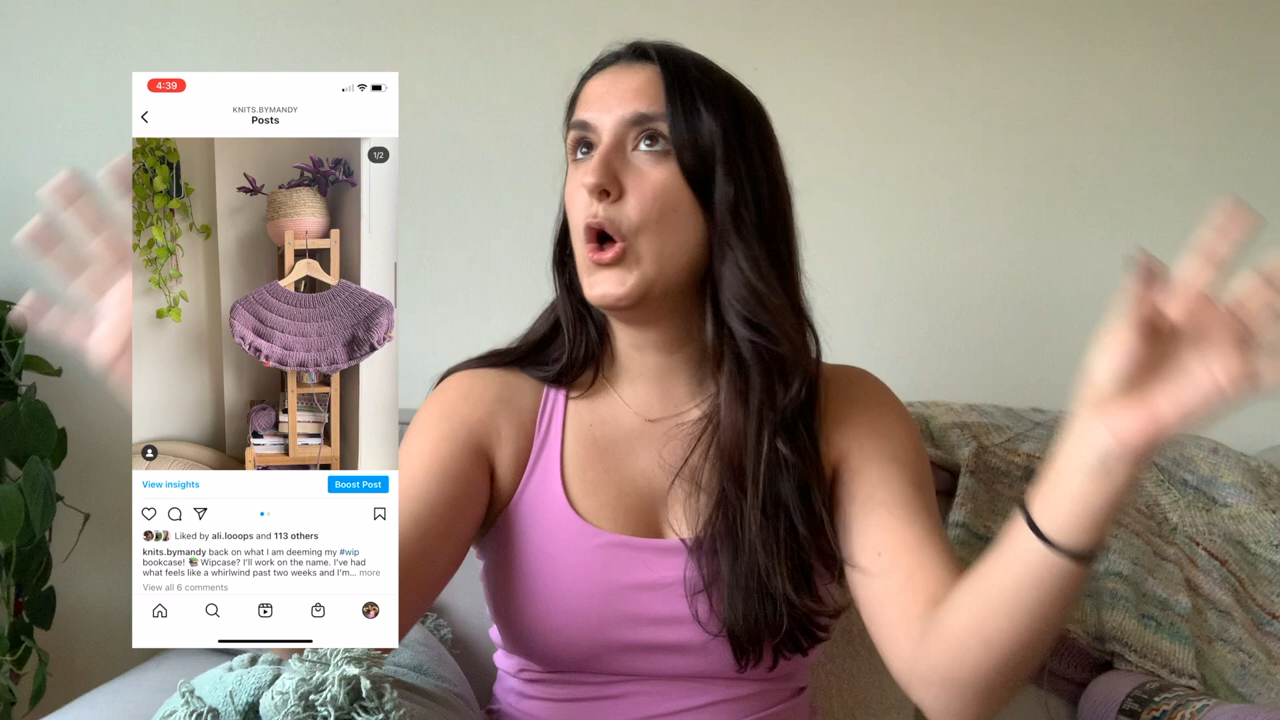 4:39
KNITS.BYMANDY
Posts
1/2
View insights
Boost Post
Liked by ali.looops and 113 others
knits.bymandy back on what I am deeming my #wip
bookcase! Wipcase? I'll work on the name. I've had
what feels like a whirlwind past two weeks and I'm... more
View all 6 comments